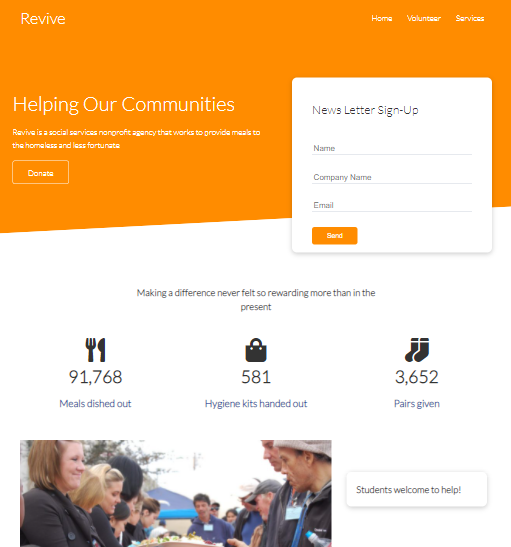 Revive
Home Volunteer Services
Helping Our Communities
Revive is a social services nonprofit agency that works to provide meals to
the homeless and less fortunate
Donate
News Letter Sign-Up
Name
Company Name
Email
Send
Making a difference never felt so rewarding more than in the
present
91,768
Meals dished out
581
Hygiene kits handed out
3,652
Pairs given
Students welcome to help!